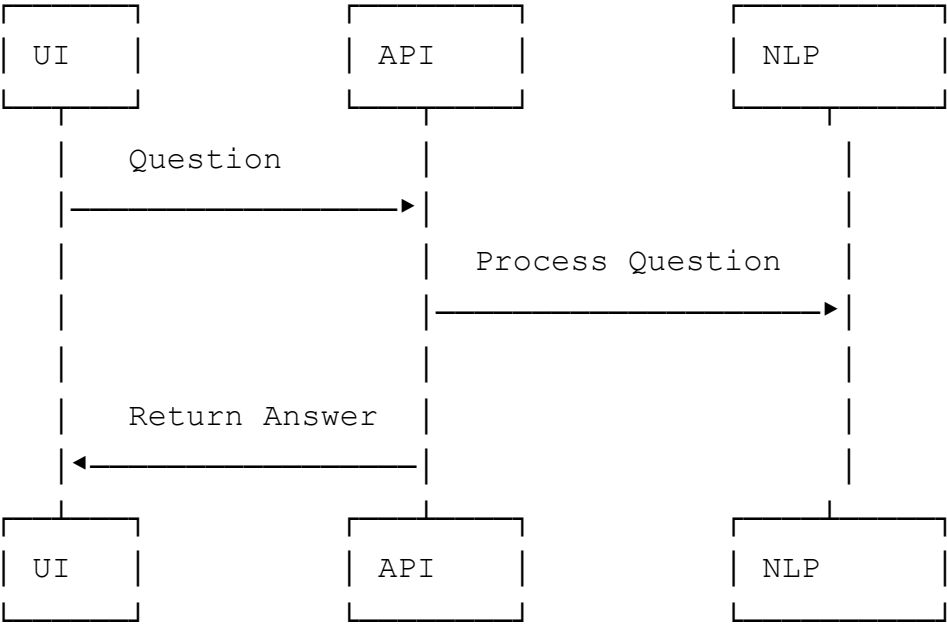 UI API NLP
Question
Process Question
Return Answer
UI API NLP